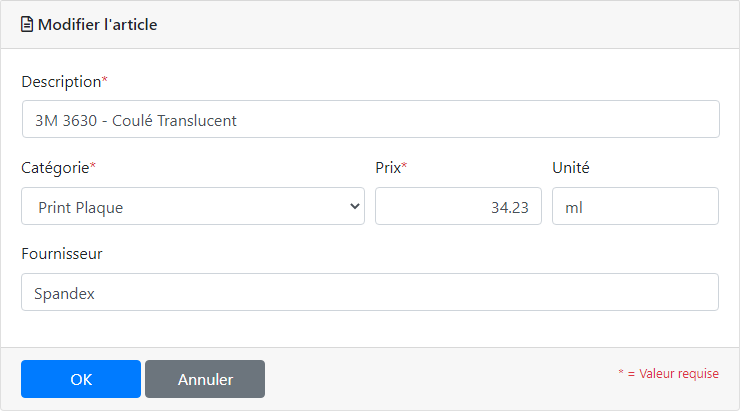 Modifier l'article
Description*
3M 3630 - Coulé Translucent
Catégorie* Prix* Unité
Print Plaque 34.23 ml
Fournisseur
Spandex
OK Annuler * = Valeur requise